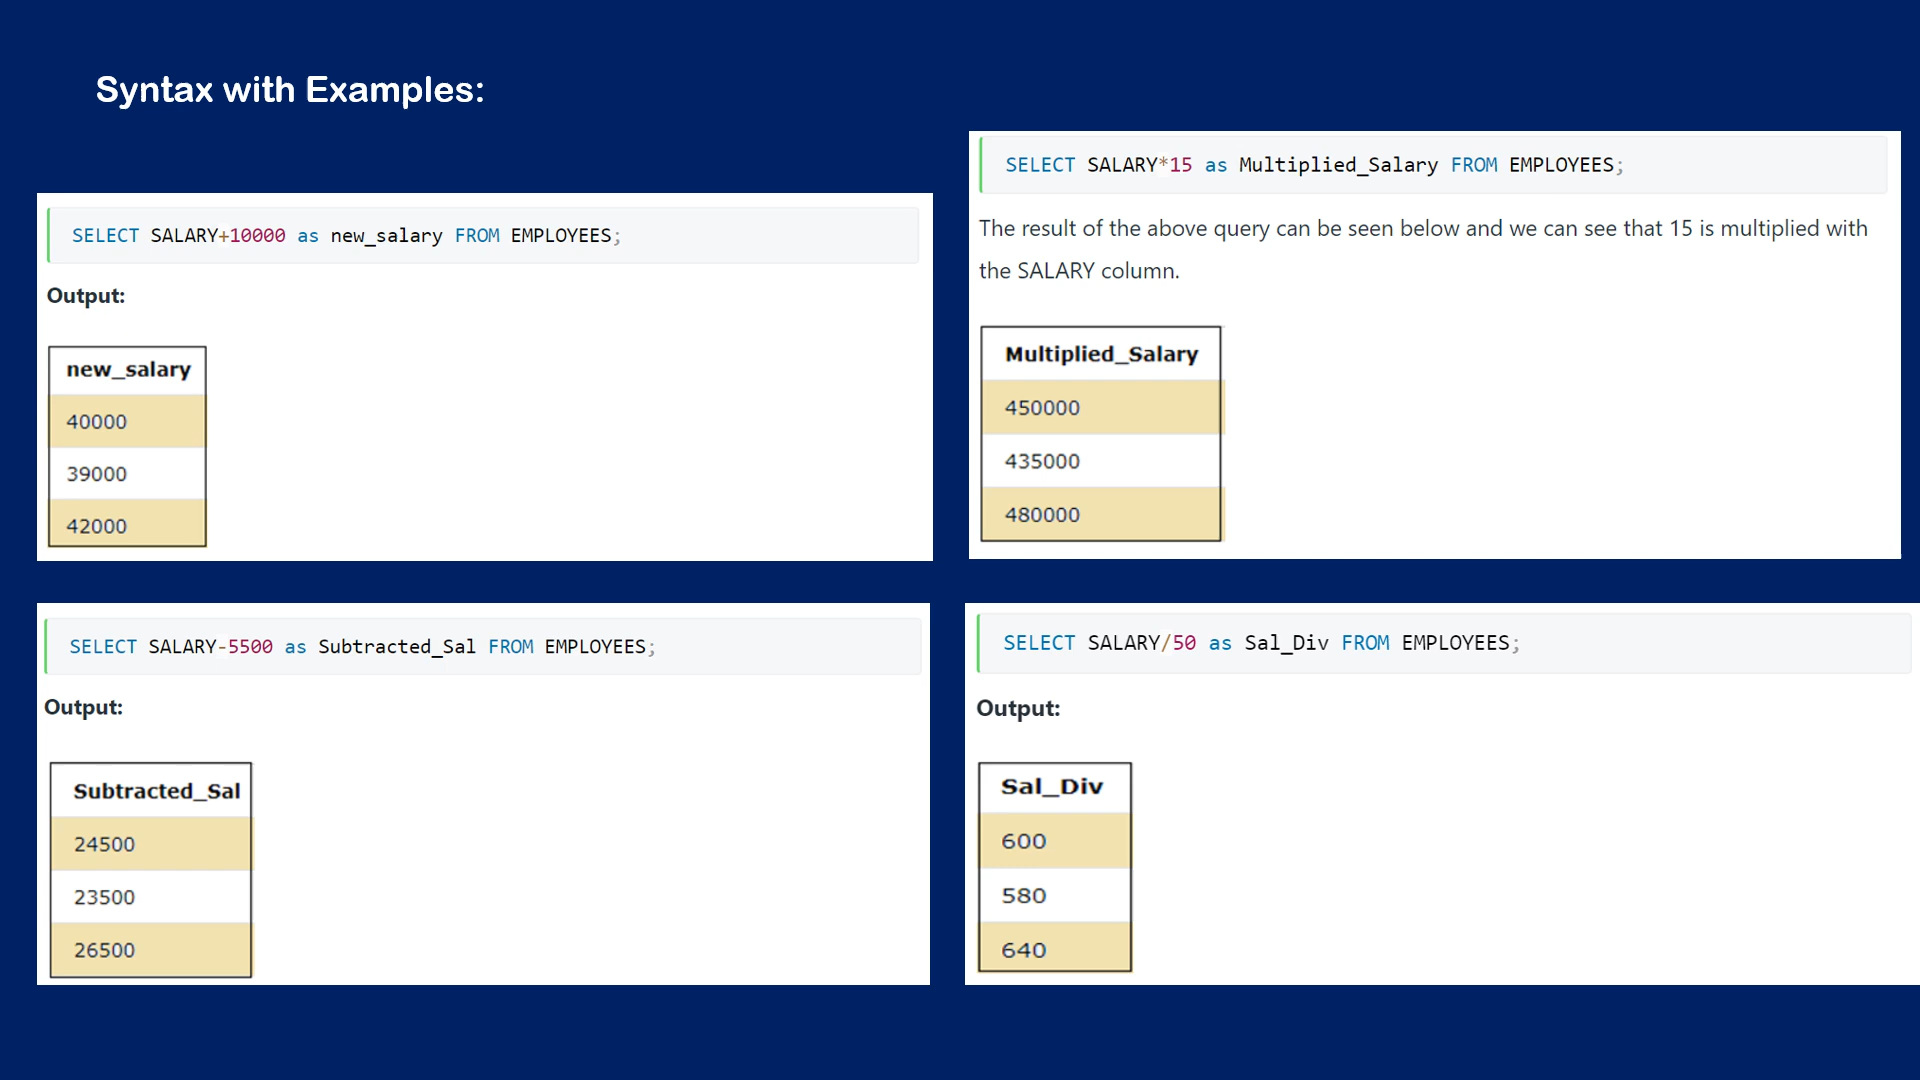 Syntax with Examples:
SELECT SALARY+10000 as new_salary FROM EMPLOYEES;
Output:
new_salary
40000
39000
42000
SELECT SALARY*15 as Multiplied_Salary FROM EMPLOYEES;
The result of the above query can be seen below and we can see that 15 is multiplied with
the SALARY column.
Multiplied_Salary
450000
435000
480000
SELECT SALARY-5500 as Subtracted_Sal FROM EMPLOYEES;
Output:
Subtracted_Sal
24500
23500
26500
SELECT SALARY/50 as Sal_Div FROM EMPLOYEES;
Output:
Sal_Div
600
580
640